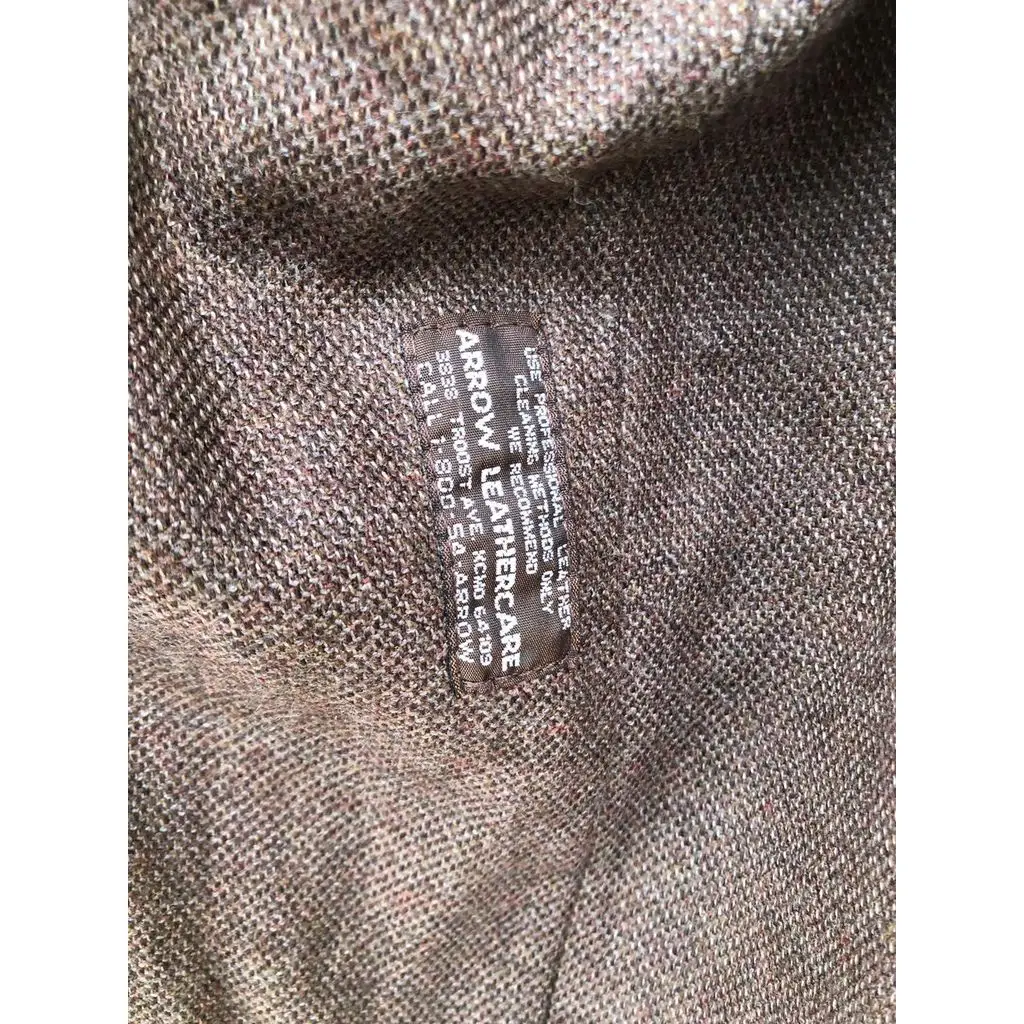 USE PROFESSIONAL LEATHER
CLEANING METHODS ONLY
WE RECOMMEND
ARROW LEATHERCARE
3838 TROOST AVE KCMO 64109
CALL 1-800-54-ARROW